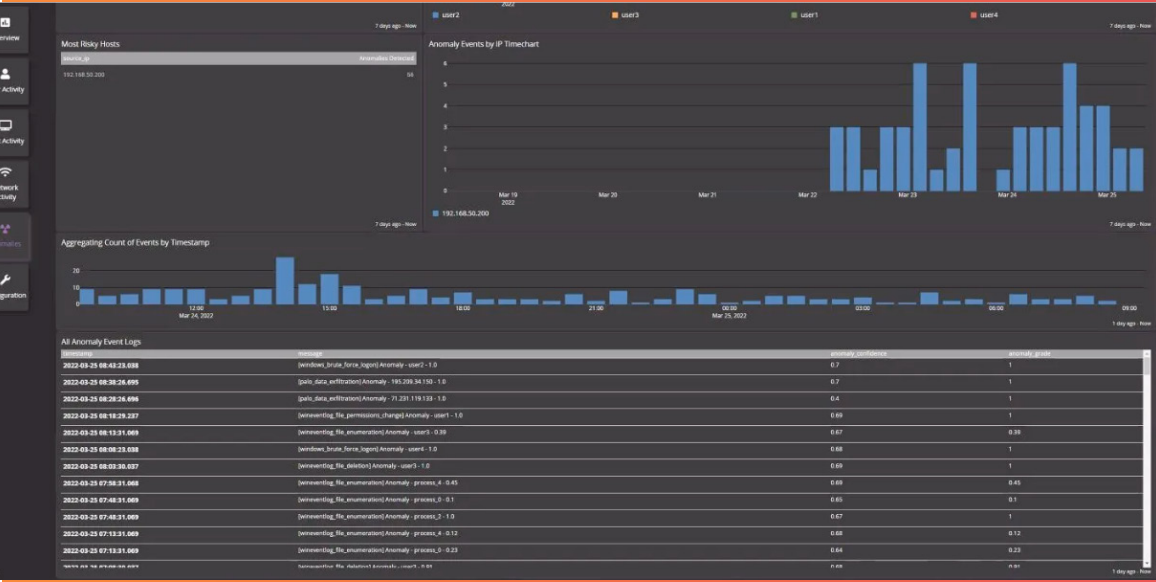 2022
user2 user3 user1 user4
7 days ago - Now 7 days ago - Now
erview
Activity
Activity
twork
tivity
malies
guration
Most Risky Hosts
source_ip Anomalies Detected
192.168.50.200 56
7 days ago - Now
Anomaly Events by IP Timechart
6
5
4
3
2
1
0
Mar 19 Mar 20 Mar 21 Mar 22 Mar 23 Mar 24 Mar 25
2022
192.168.50.200
7 days ago - Now
Aggregating Count of Events by Timestamp
20
10
0
12:00 15:00 18:00 21:00 00:00 03:00 06:00 09:00
Mar 24, 2022 Mar 25, 2022
1 day ago - Now
All Anomaly Event Logs
timestamp message anomaly_confidence anomaly_grade
2022-03-25 08:43:23.038 [windows_brute_force_logon] Anomaly - user2 - 1.0 0.7 1
2022-03-25 08:38:26.695 [palo_data_exfiltration] Anomaly - 195.209.34.150 - 1.0 0.7 1
2022-03-25 08:28:26.696 [palo_data_exfiltration] Anomaly - 71.231.119.133 - 1.0 0.4 1
2022-03-25 08:18:29.237 [wineventlog_file_permissions_change] Anomaly - user1 - 1.0 0.69 1
2022-03-25 08:13:31.069 [wineventlog_file_enumeration] Anomaly - user3 - 0.39 0.67 0.39
2022-03-25 08:08:23.038 [windows_brute_force_logon] Anomaly - user4 - 1.0 0.68 1
2022-03-25 08:03:30.037 [wineventlog_file_deletion] Anomaly - user3 - 1.0 0.69 1
2022-03-25 07:58:31.068 [wineventlog_file_enumeration] Anomaly - process_4 - 0.45 0.69 0.45
2022-03-25 07:48:31.069 [wineventlog_file_enumeration] Anomaly - process_0 - 0.1 0.65 0.1
2022-03-25 07:48:31.069 [wineventlog_file_enumeration] Anomaly - process_2 - 1.0 0.67 1
2022-03-25 07:13:31.069 [wineventlog_file_enumeration] Anomaly - process_4 - 0.12 0.68 0.12
2022-03-25 07:13:31.069 [wineventlog_file_enumeration] Anomaly - process_0 - 0.23 0.64 0.23
1 day ago - Now